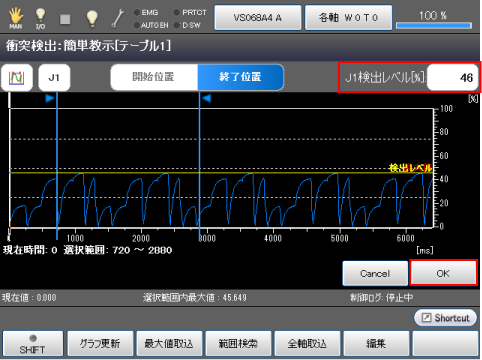 MAN I/O EMG PRTCT AUTO EN D SW VS068A4 A 各軸 W 0 T 0 100 %
衝突検出:簡単教示[テーブル1]
J1 開始位置 終了位置 J1検出レベル[%]: 46
[%]
100
80
60
検出レベル
40
20
0
1000 2000 3000 4000 5000 6000
現在時間: 0 選択範囲: 720 ～ 2880 [ms]
Cancel OK
現在値 : 0.000 選択範囲内最大値 : 45.649 制御ログ: 停止中
Shortcut
SHIFT グラフ更新 最大値取込 範囲検索 全軸取込 編集